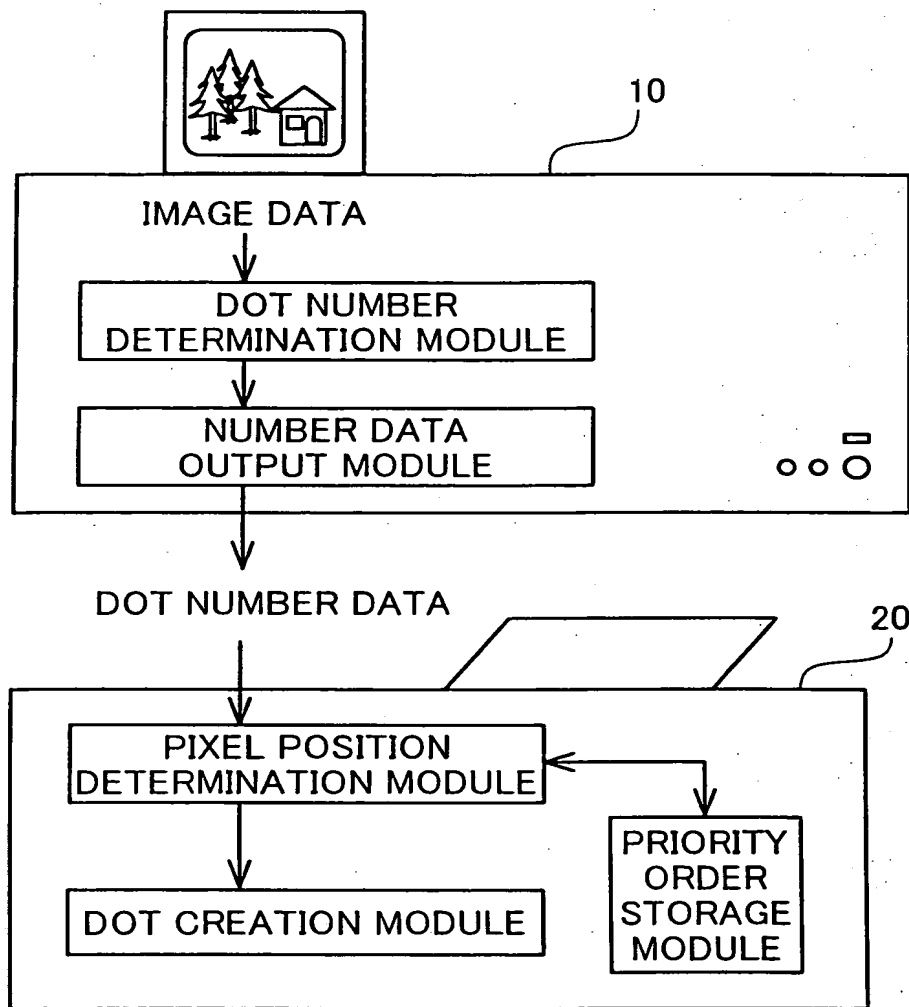 10
IMAGE DATA
DOT NUMBER
DETERMINATION MODULE
NUMBER DATA
OUTPUT MODULE
DOT NUMBER DATA
20
PIXEL POSITION
DETERMINATION MODULE
PRIORITY
ORDER
STORAGE
MODULE
DOT CREATION MODULE